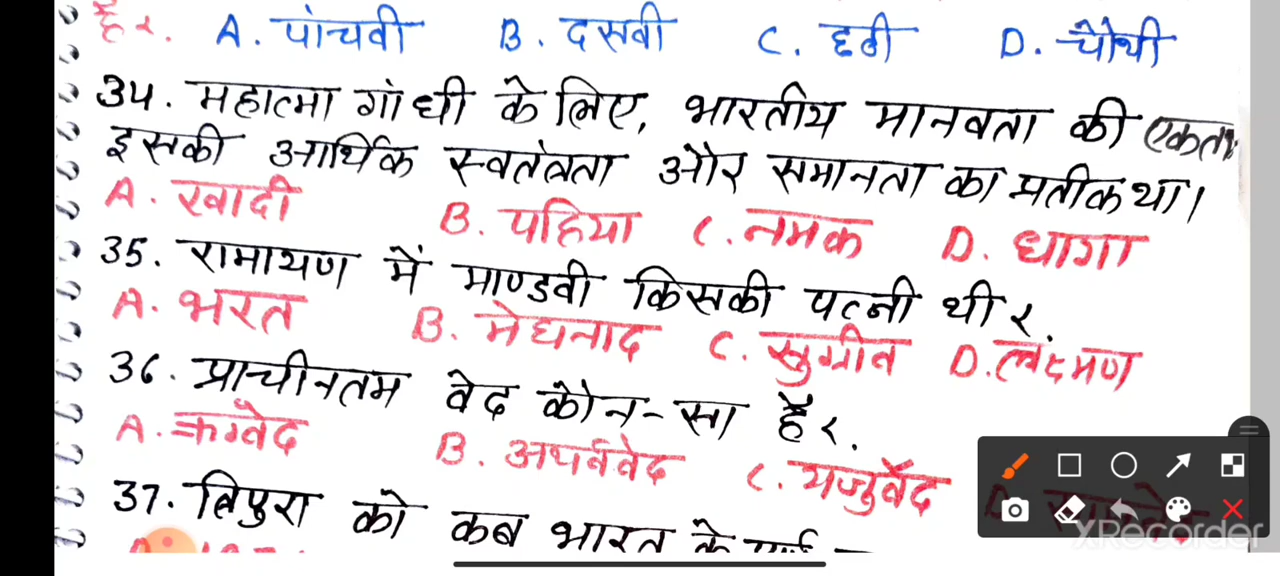 हैं?. A. पांचवी B. दसवी C. छठी D. चौथी
34. महात्मा गांधी के लिए, भारतीय मानवता की एकता
इसकी आर्थिक स्वतंत्रता और समानता का प्रतीक था।
A. खादी B. पहिया C. नमक D. धागा
35. रामायण में माण्डवी किसकी पत्नी थी?
A. भरत B. मेघनाद C. सुग्रीव D. लक्ष्मण
36. प्राचीनतम वेद कौन-सा है?
A. ऋग्वेद B. अथर्ववेद C. यजुर्वेद
37. त्रिपुरा को कब भारत के पूर्ण
XRecorder